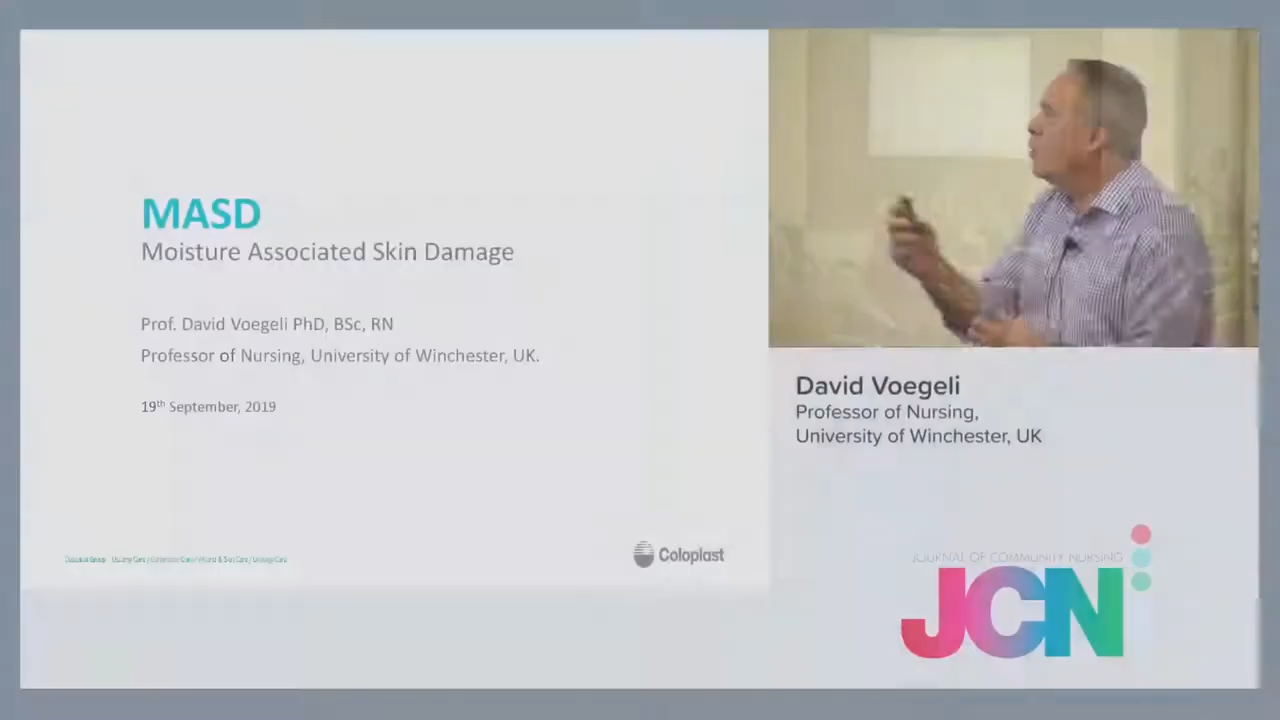 MASD
Moisture Associated Skin Damage
Prof. David Voegeli PhD, BSc, RN
Professor of Nursing, University of Winchester, UK.
19th September, 2019
Coloplast
David Voegeli
Professor of Nursing,
University of Winchester, UK
JOURNAL OF COMMUNITY NURSING
JCN